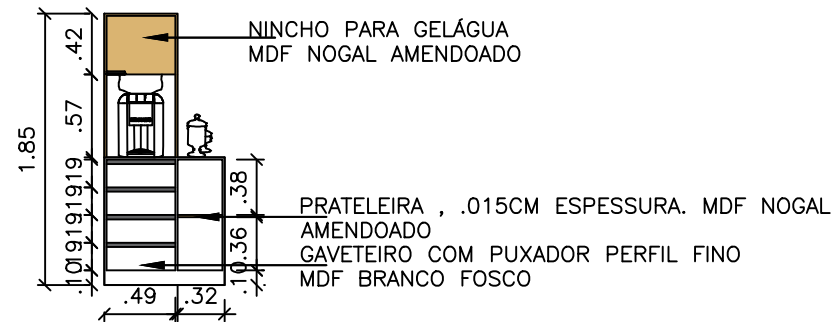 .42
NINCHO PARA GELÁGUA
MDF NOGAL AMENDOADO
1.85
.57
.19
.19
.19
.19
.10
.38
.36
.10
PRATELEIRA , .015CM ESPESSURA. MDF NOGAL
AMENDOADO
GAVETEIRO COM PUXADOR PERFIL FINO
MDF BRANCO FOSCO
.49
.32